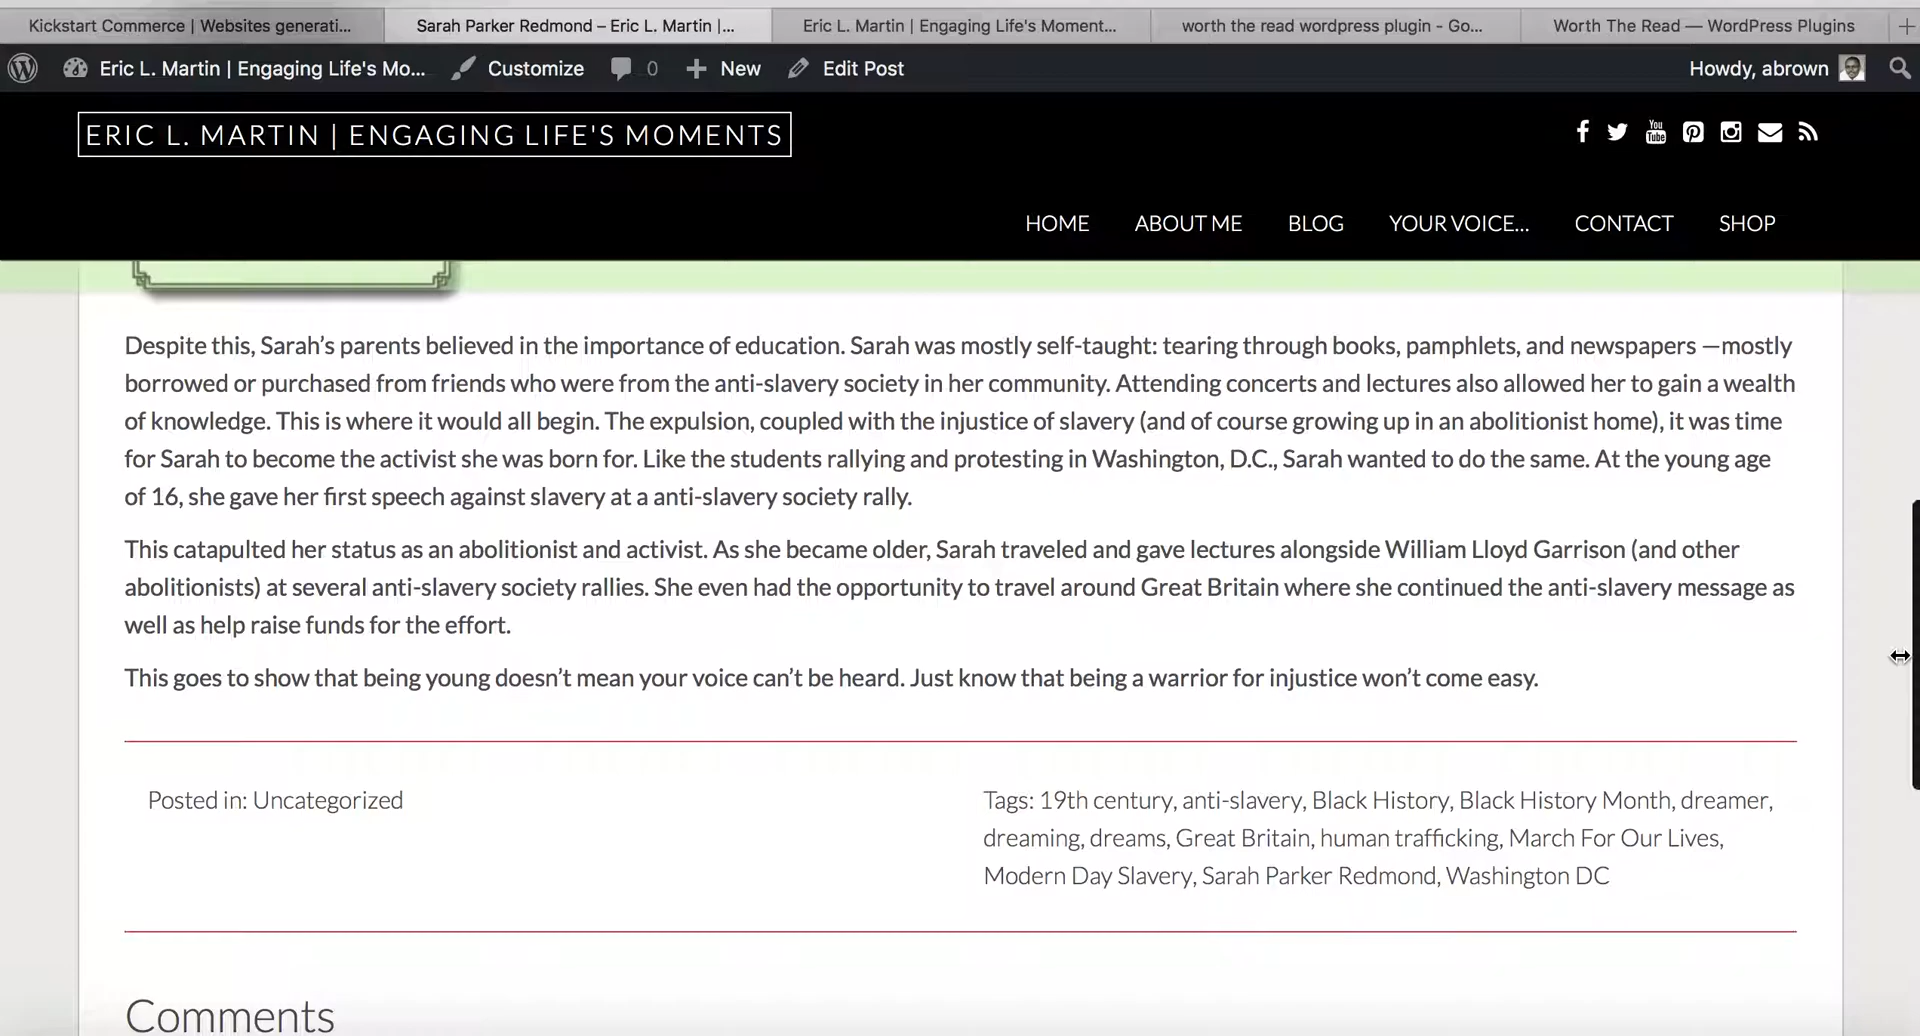 Kickstart Commerce | Websites generati...
Sarah Parker Redmond – Eric L. Martin |...
Eric L. Martin | Engaging Life's Moment...
worth the read wordpress plugin - Go...
Worth The Read — WordPress Plugins
Eric L. Martin | Engaging Life's Mo...
Customize
0
New
Edit Post
Howdy, abrown
ERIC L. MARTIN | ENGAGING LIFE'S MOMENTS
You
Tube
HOME
ABOUT ME
BLOG
YOUR VOICE...
CONTACT
SHOP
Despite this, Sarah’s parents believed in the importance of education. Sarah was mostly self-taught: tearing through books, pamphlets, and newspapers —mostly
borrowed or purchased from friends who were from the anti-slavery society in her community. Attending concerts and lectures also allowed her to gain a wealth
of knowledge. This is where it would all begin. The expulsion, coupled with the injustice of slavery (and of course growing up in an abolitionist home), it was time
for Sarah to become the activist she was born for. Like the students rallying and protesting in Washington, D.C., Sarah wanted to do the same. At the young age
of 16, she gave her first speech against slavery at a anti-slavery society rally.
This catapulted her status as an abolitionist and activist. As she became older, Sarah traveled and gave lectures alongside William Lloyd Garrison (and other
abolitionists) at several anti-slavery society rallies. She even had the opportunity to travel around Great Britain where she continued the anti-slavery message as
well as help raise funds for the effort.
This goes to show that being young doesn’t mean your voice can’t be heard. Just know that being a warrior for injustice won’t come easy.
Posted in: Uncategorized
Tags: 19th century, anti-slavery, Black History, Black History Month, dreamer,
dreaming, dreams, Great Britain, human trafficking, March For Our Lives,
Modern Day Slavery, Sarah Parker Redmond, Washington DC
Comments